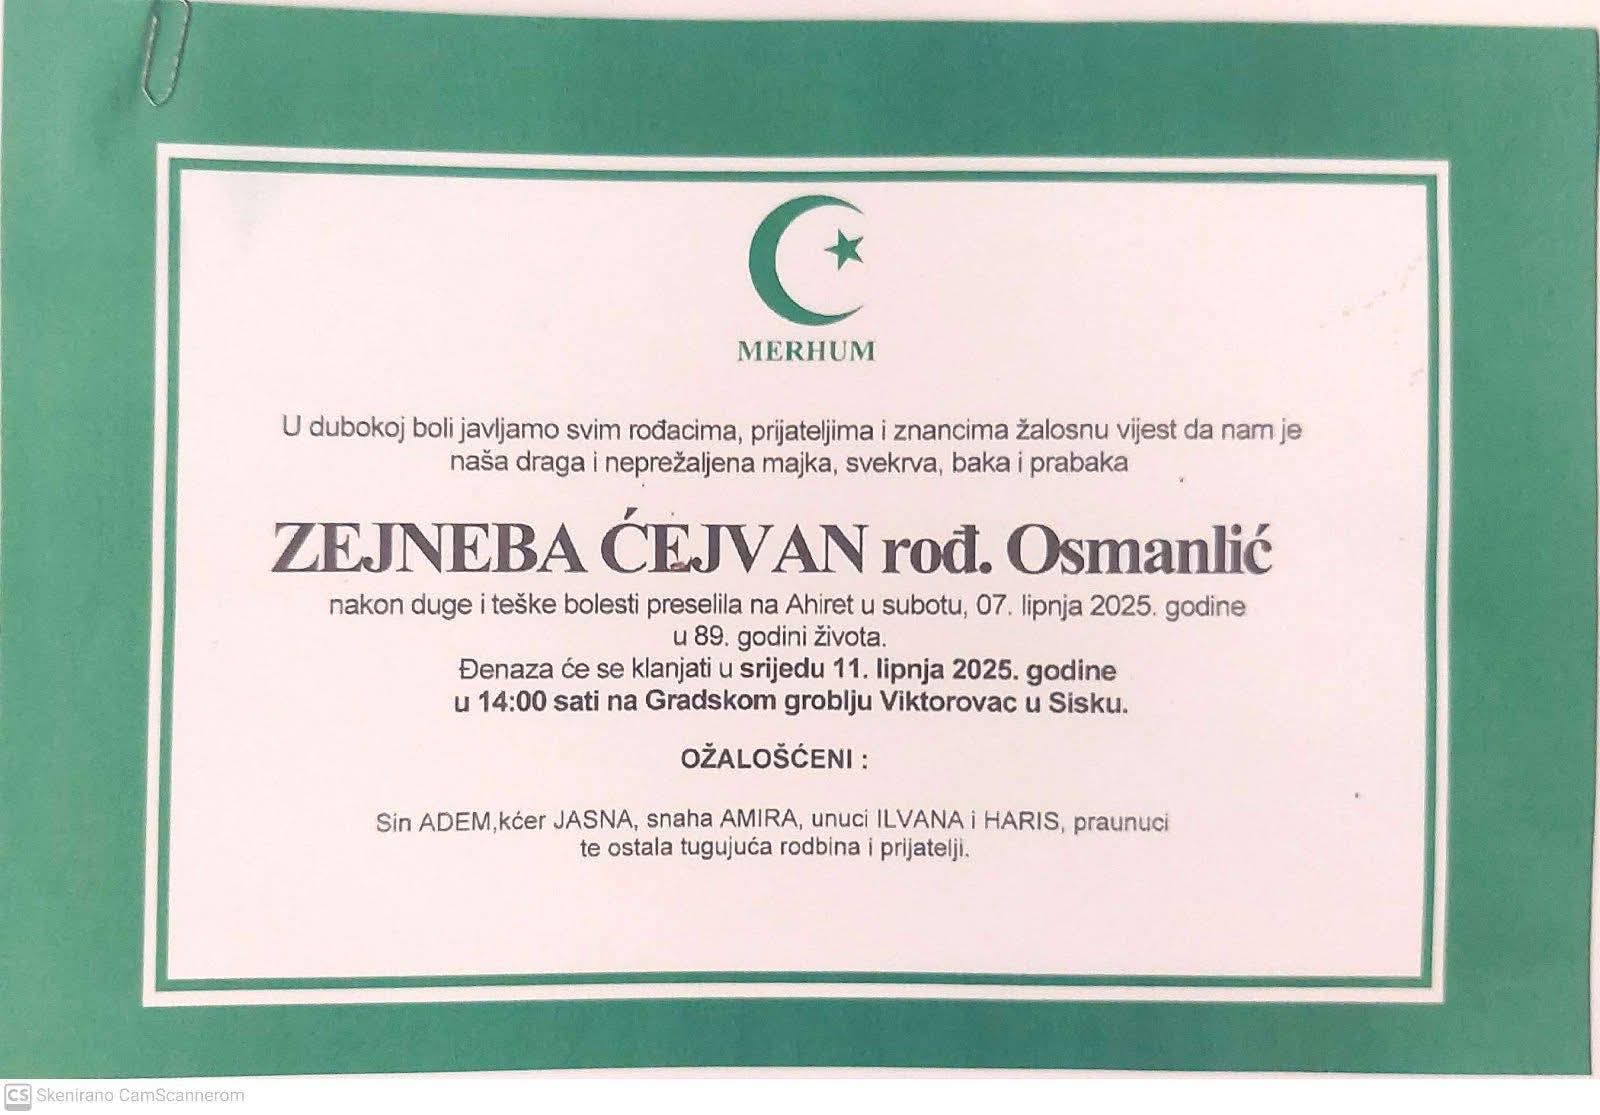 MERHUM
U dubokoj boli javljamo svim rođacima, prijateljima i znancima žalosnu vijest da nam je
naša draga i neprežaljena majka, svekrva, baka i prabaka
ZEJNEBA ĆEJVAN rođ. Osmanlić
nakon duge i teške bolesti preselila na Ahiret u subotu, 07. lipnja 2025. godine
u 89. godini života.
Đenaza će se klanjati u srijedu 11. lipnja 2025. godine
u 14:00 sati na Gradskom groblju Viktorovac u Sisku.
OŽALOŠĆENI :
Sin ADEM,kćer JASNA, snaha AMIRA, unuci ILVANA i HARIS, praunuci
te ostala tugujuća rodbina i prijatelji.
CS Skenirano CamScannerom